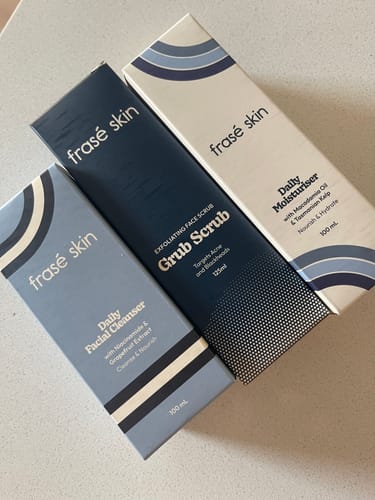 frasé skin
Daily
Facial Cleanser
with Niacinamide &
Grapefruit Extract
Cleanse & Nourish
100 mL
frasé skin
EXFOLIATING FACE SCRUB
Grub Scrub
Targets Acne
and Blackheads
125ml
frasé skin
Daily
Moisturiser
with Macadamia Oil
& Tasmanian Kelp
Nourish & Hydrate
100 mL